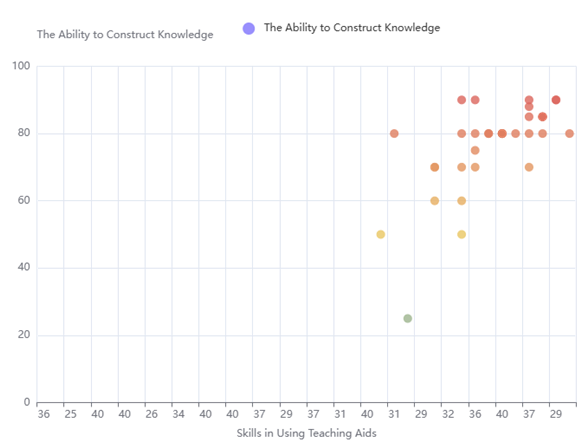 The Ability to Construct Knowledge
The Ability to Construct Knowledge
100
80
60
40
20
0
36 25 40 40 26 34 40 40 37 29 37 31 40 31 29 32 36 40 37 29
Skills in Using Teaching Aids